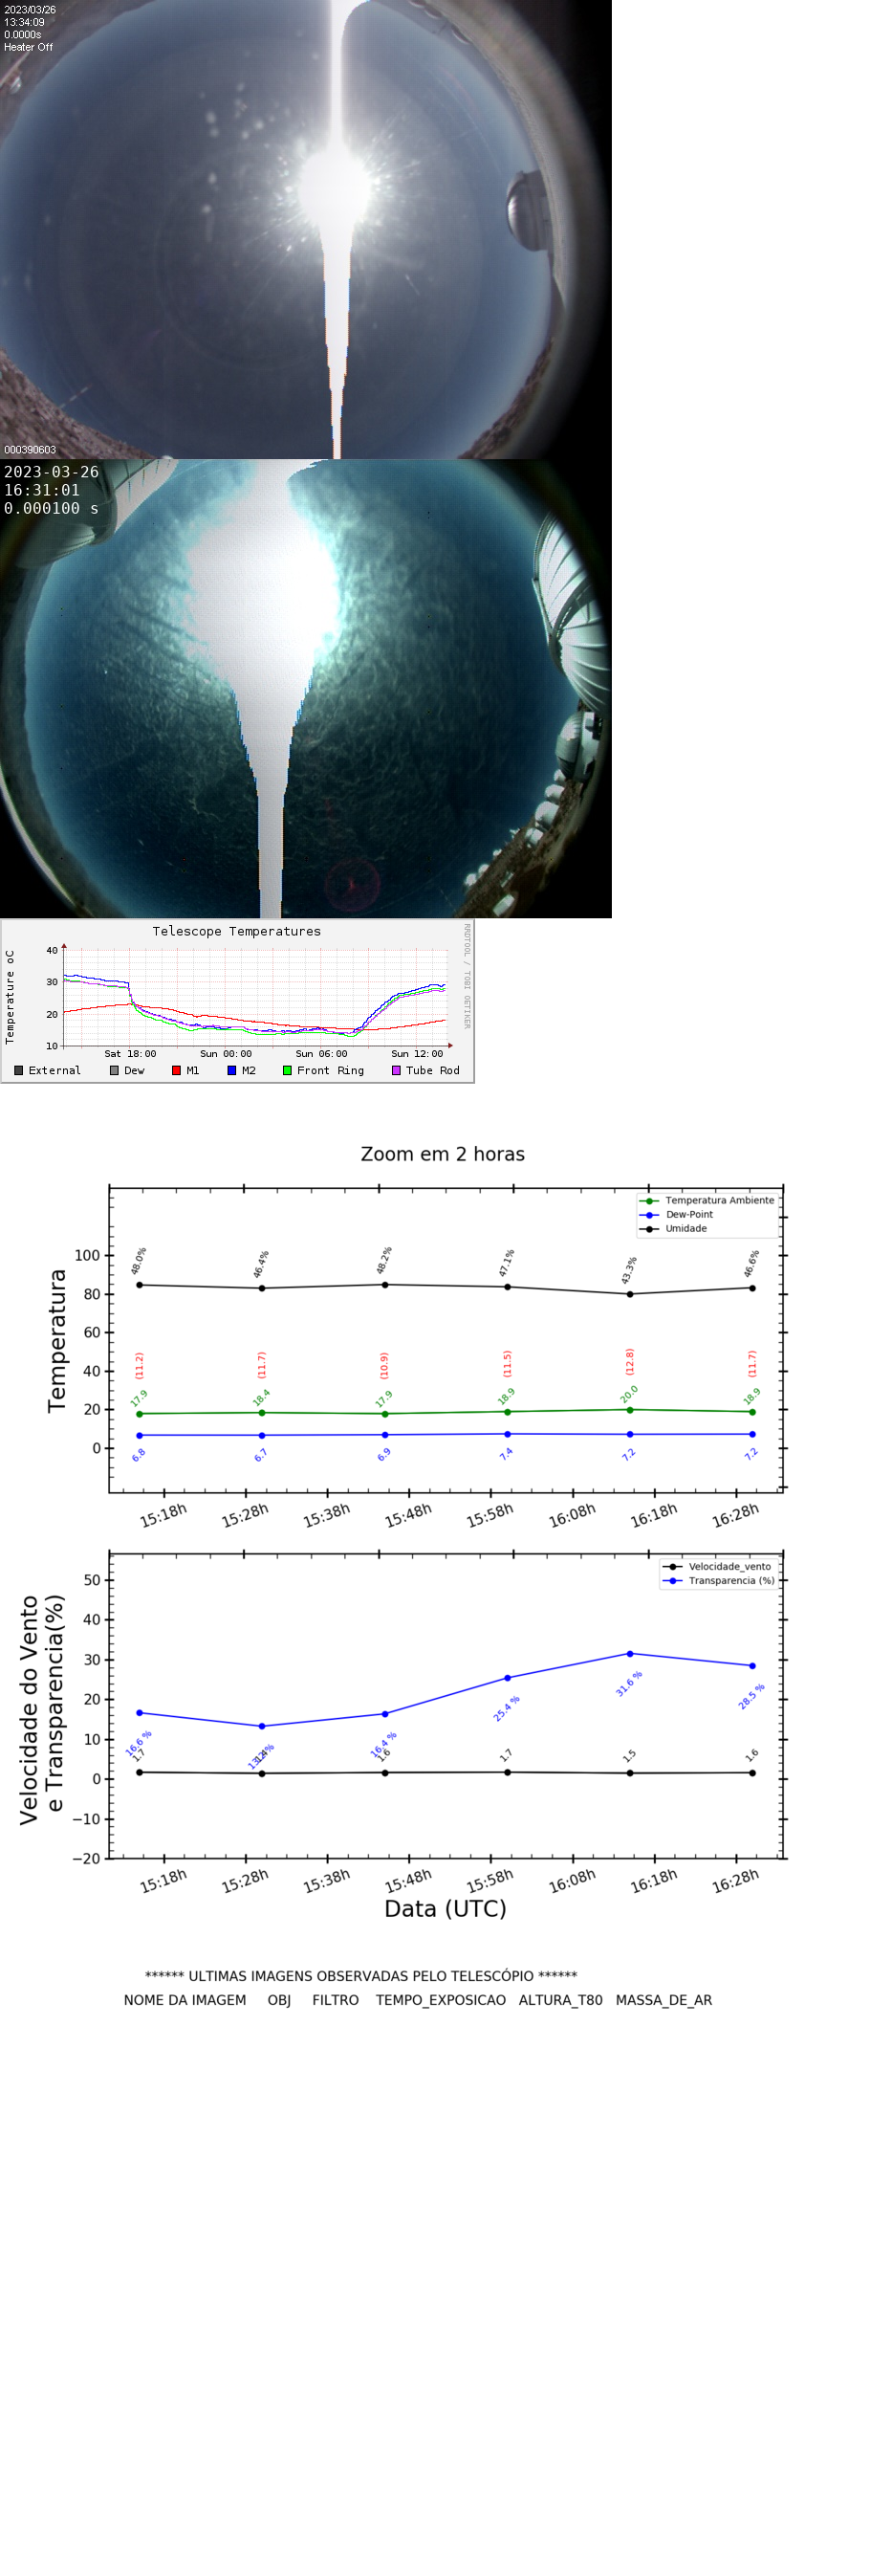 2023/03/26
13:34:09
0.0000s
Heater Off
000390603
2023-03-26
16:31:01
0.000100 s
Telescope Temperatures
RRDTOOL / TOBI OETIKER
Temperature oC
40
30
20
10
Sat 18:00 Sun 00:00 Sun 06:00 Sun 12:00
External Dew M1 M2 Front Ring Tube Rod
Zoom em 2 horas
Temperatura
Temperatura Ambiente
Dew-Point
Umidade
100
80
60
40
20
0
48.0% 46.4% 48.2% 47.1% 43.3% 46.6%
(11.2) (11.7) (10.9) (11.5) (12.8) (11.7)
17.9 18.4 17.9 18.9 20.0 18.9
6.8 6.7 6.9 7.4 7.2 7.2
15:18h 15:28h 15:38h 15:48h 15:58h 16:08h 16:18h 16:28h
Velocidade do Vento
e Transparencia(%)
Velocidade_vento
Transparencia (%)
50
40
30
20
10
0
−10
−20
16.6 % 16.4 % 25.4 % 31.6 % 28.5 %
1.7 1.6 1.7 1.5 1.6
15:18h 15:28h 15:38h 15:48h 15:58h 16:08h 16:18h 16:28h
Data (UTC)
****** ULTIMAS IMAGENS OBSERVADAS PELO TELESCÓPIO ******
NOME DA IMAGEM OBJ FILTRO TEMPO_EXPOSICAO ALTURA_T80 MASSA_DE_AR